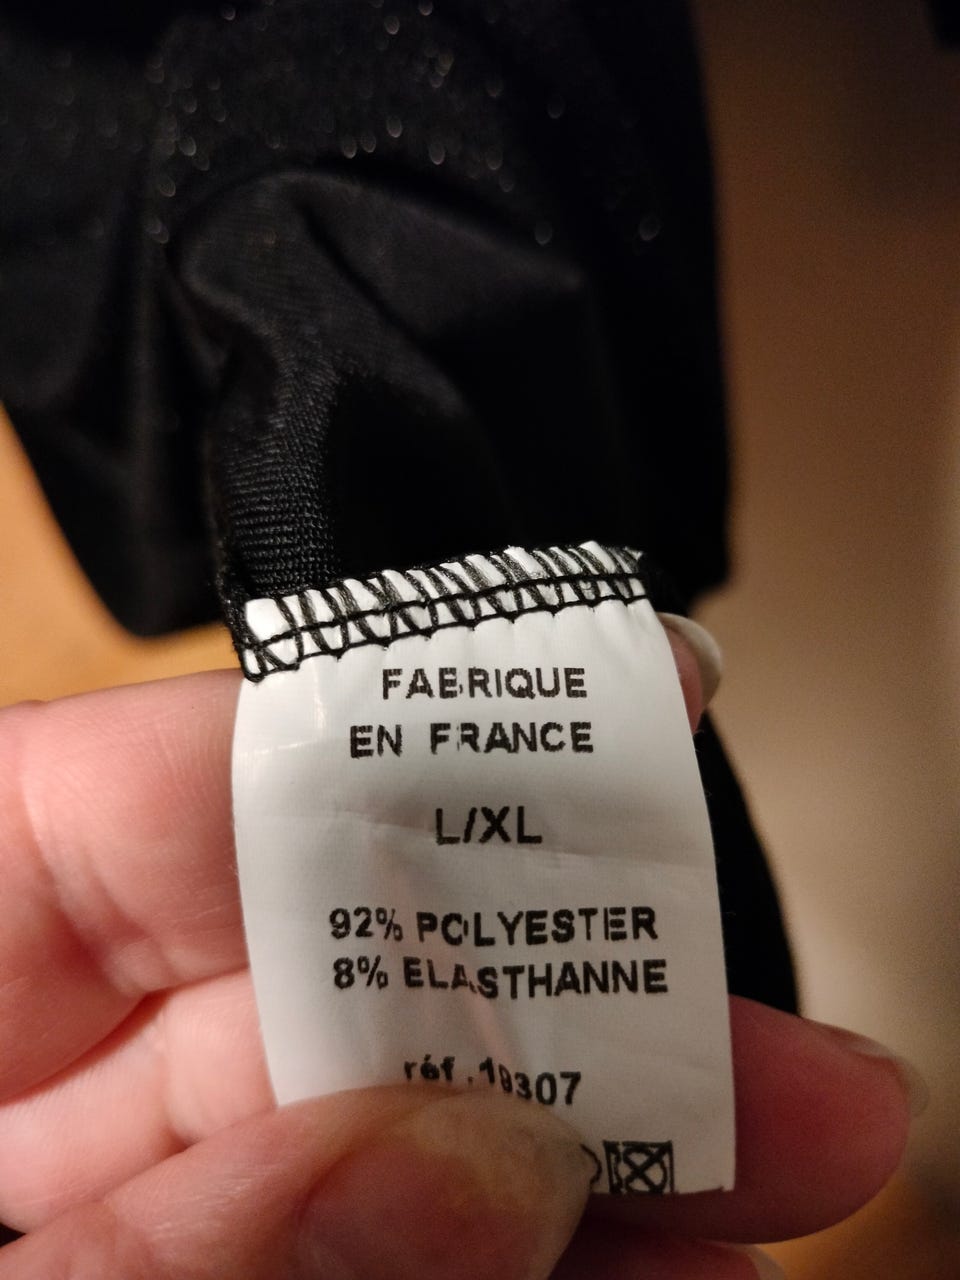 FABRIQUE
EN FRANCE
L/XL
92% POLYESTER
8% ELASTHANNE
réf.19307